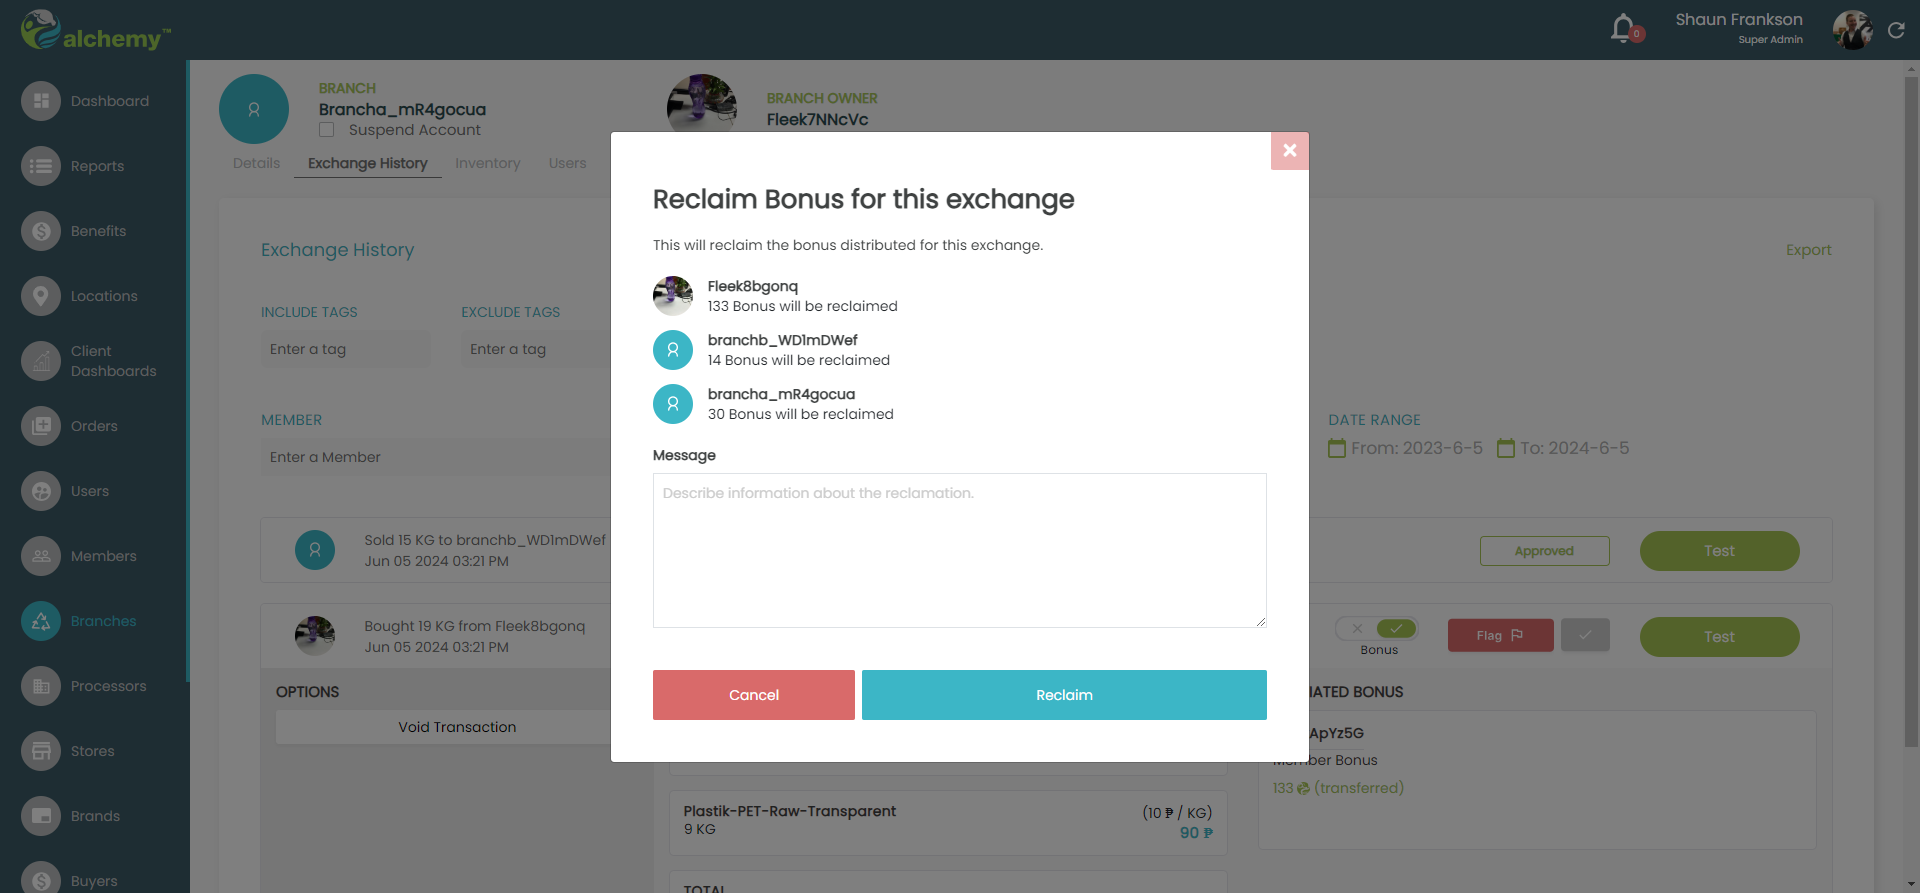 alchemy™
0
Shaun Frankson
Super Admin
Dashboard
Reports
Benefits
Locations
Client
Dashboards
Orders
Users
Members
Branches
Processors
Stores
Brands
Buyers
BRANCH
Brancha_mR4gocua
Suspend Account
BRANCH OWNER
Fleek7NNcVc
Details
Exchange History
Inventory
Users
Exchange History
Export
INCLUDE TAGS
EXCLUDE TAGS
Enter a tag
Enter a tag
MEMBER
Enter a Member
DATE RANGE
From: 2023-6-5
To: 2024-6-5
Sold 15 KG to branchb_WD1mDWef
Jun 05 2024 03:21 PM
Approved
Test
Bought 19 KG from Fleek8bgonq
Jun 05 2024 03:21 PM
Bonus
Flag
Test
OPTIONS
Void Transaction
Reclaim Bonus for this exchange
This will reclaim the bonus distributed for this exchange.
Fleek8bgonq
133 Bonus will be reclaimed
branchb_WD1mDWef
14 Bonus will be reclaimed
brancha_mR4gocua
30 Bonus will be reclaimed
Message
Describe information about the reclamation.
Cancel
Reclaim
IATED BONUS
ApYz5G
Member Bonus
133 (transferred)
Plastik-PET-Raw-Transparent
(10 ₱ / KG)
9 KG
90 ₱
TOTAL